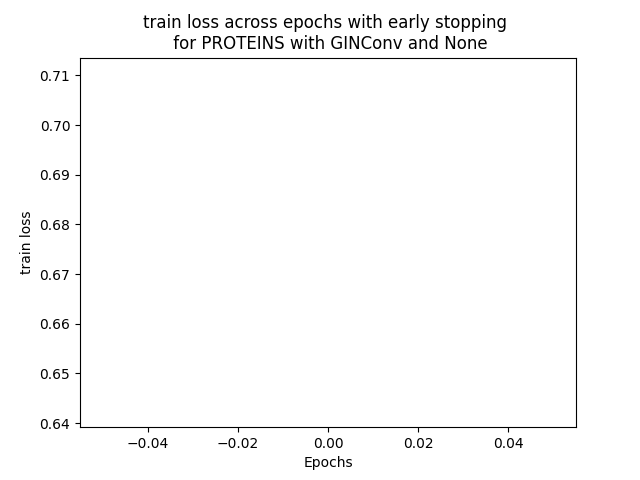 train loss across epochs with early stopping
for PROTEINS with GINConv and None
0.71
0.70
0.69
0.68
0.67
0.66
0.65
0.64
train loss
−0.04 −0.02 0.00 0.02 0.04
Epochs